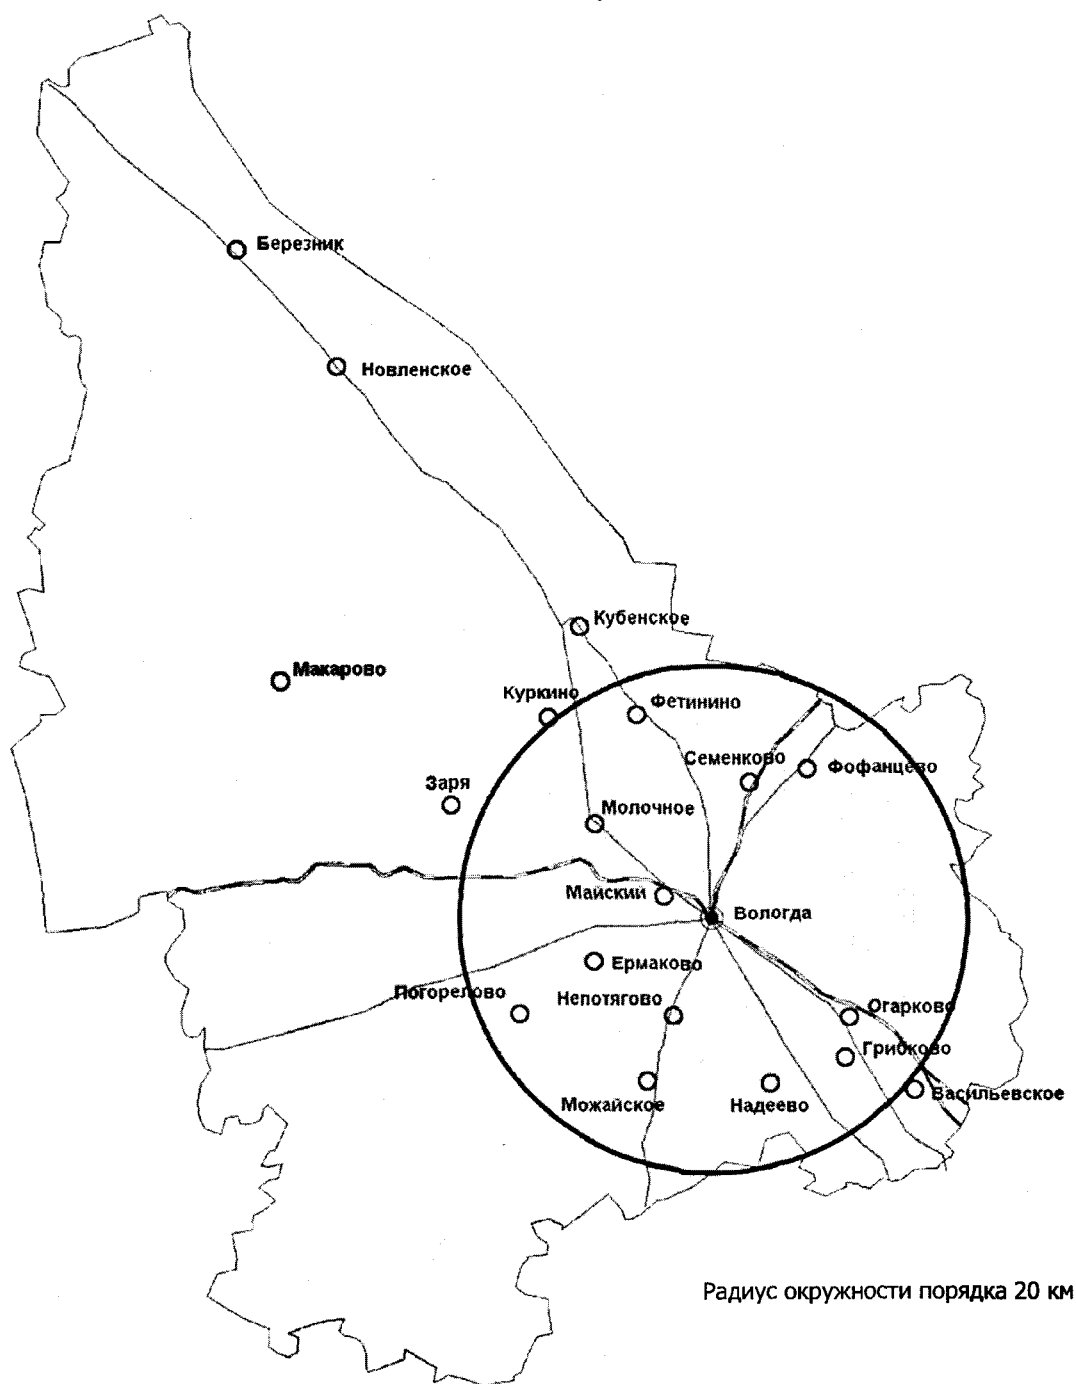 Березник
Новленское
Кубенское
Макарово
Куркино
Фетинино
Семенково
Фофанцево
Заря
Молочное
Майский
Вологда
Ермаково
Погорелово
Непотягово
Огарково
Грибково
Можайское
Надеево
Васильевское
Радиус окружности порядка 20 км